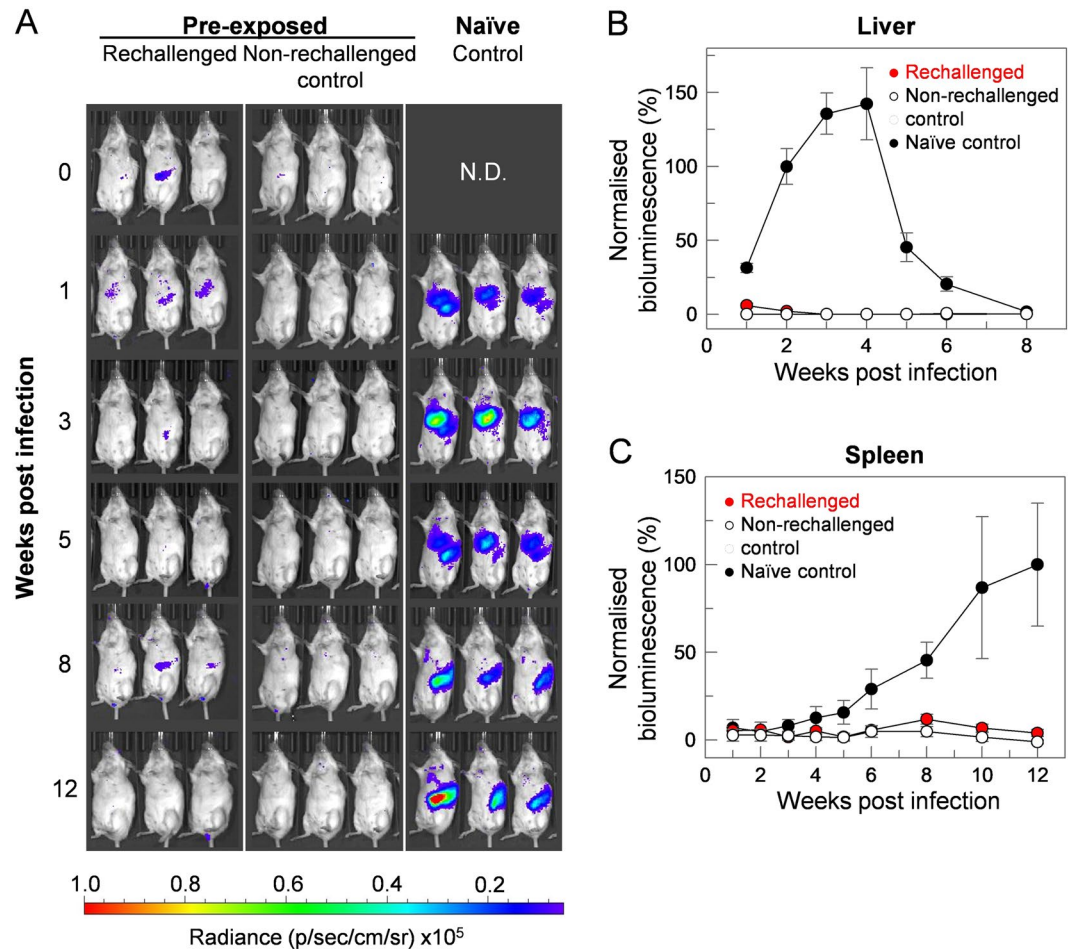 A
Pre-exposed
Naïve
Rechallenged Non-rechallenged control
Control
0
N.D.
1
3
5
8
12
Weeks post infection
1.0 0.8 0.6 0.4 0.2
Radiance (p/sec/cm/sr) x10⁵
B
Liver
Rechallenged
Non-rechallenged
control
Naïve control
150
100
50
0
Normalised
bioluminescence (%)
0 2 4 6 8
Weeks post infection
C
Spleen
Rechallenged
Non-rechallenged
control
Naïve control
150
100
50
0
Normalised
bioluminescence (%)
0 1 2 3 4 5 6 8 10 12
Weeks post infection